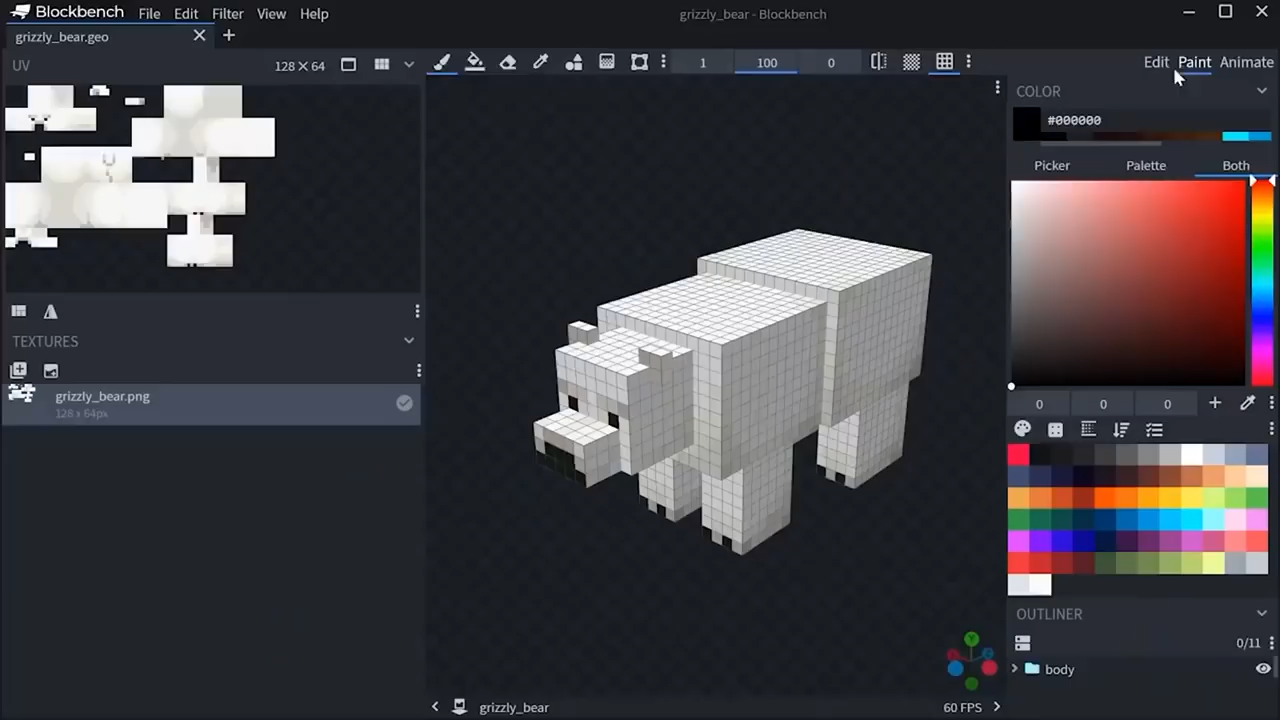 Blockbench File Edit Filter View Help
grizzly_bear - Blockbench
grizzly_bear.geo
UV
128 × 64
1
100
0
Edit Paint Animate
COLOR
#000000
Picker Palette Both
0 0 0
TEXTURES
grizzly_bear.png
128 x 64px
OUTLINER
0/11
body
grizzly_bear
60 FPS